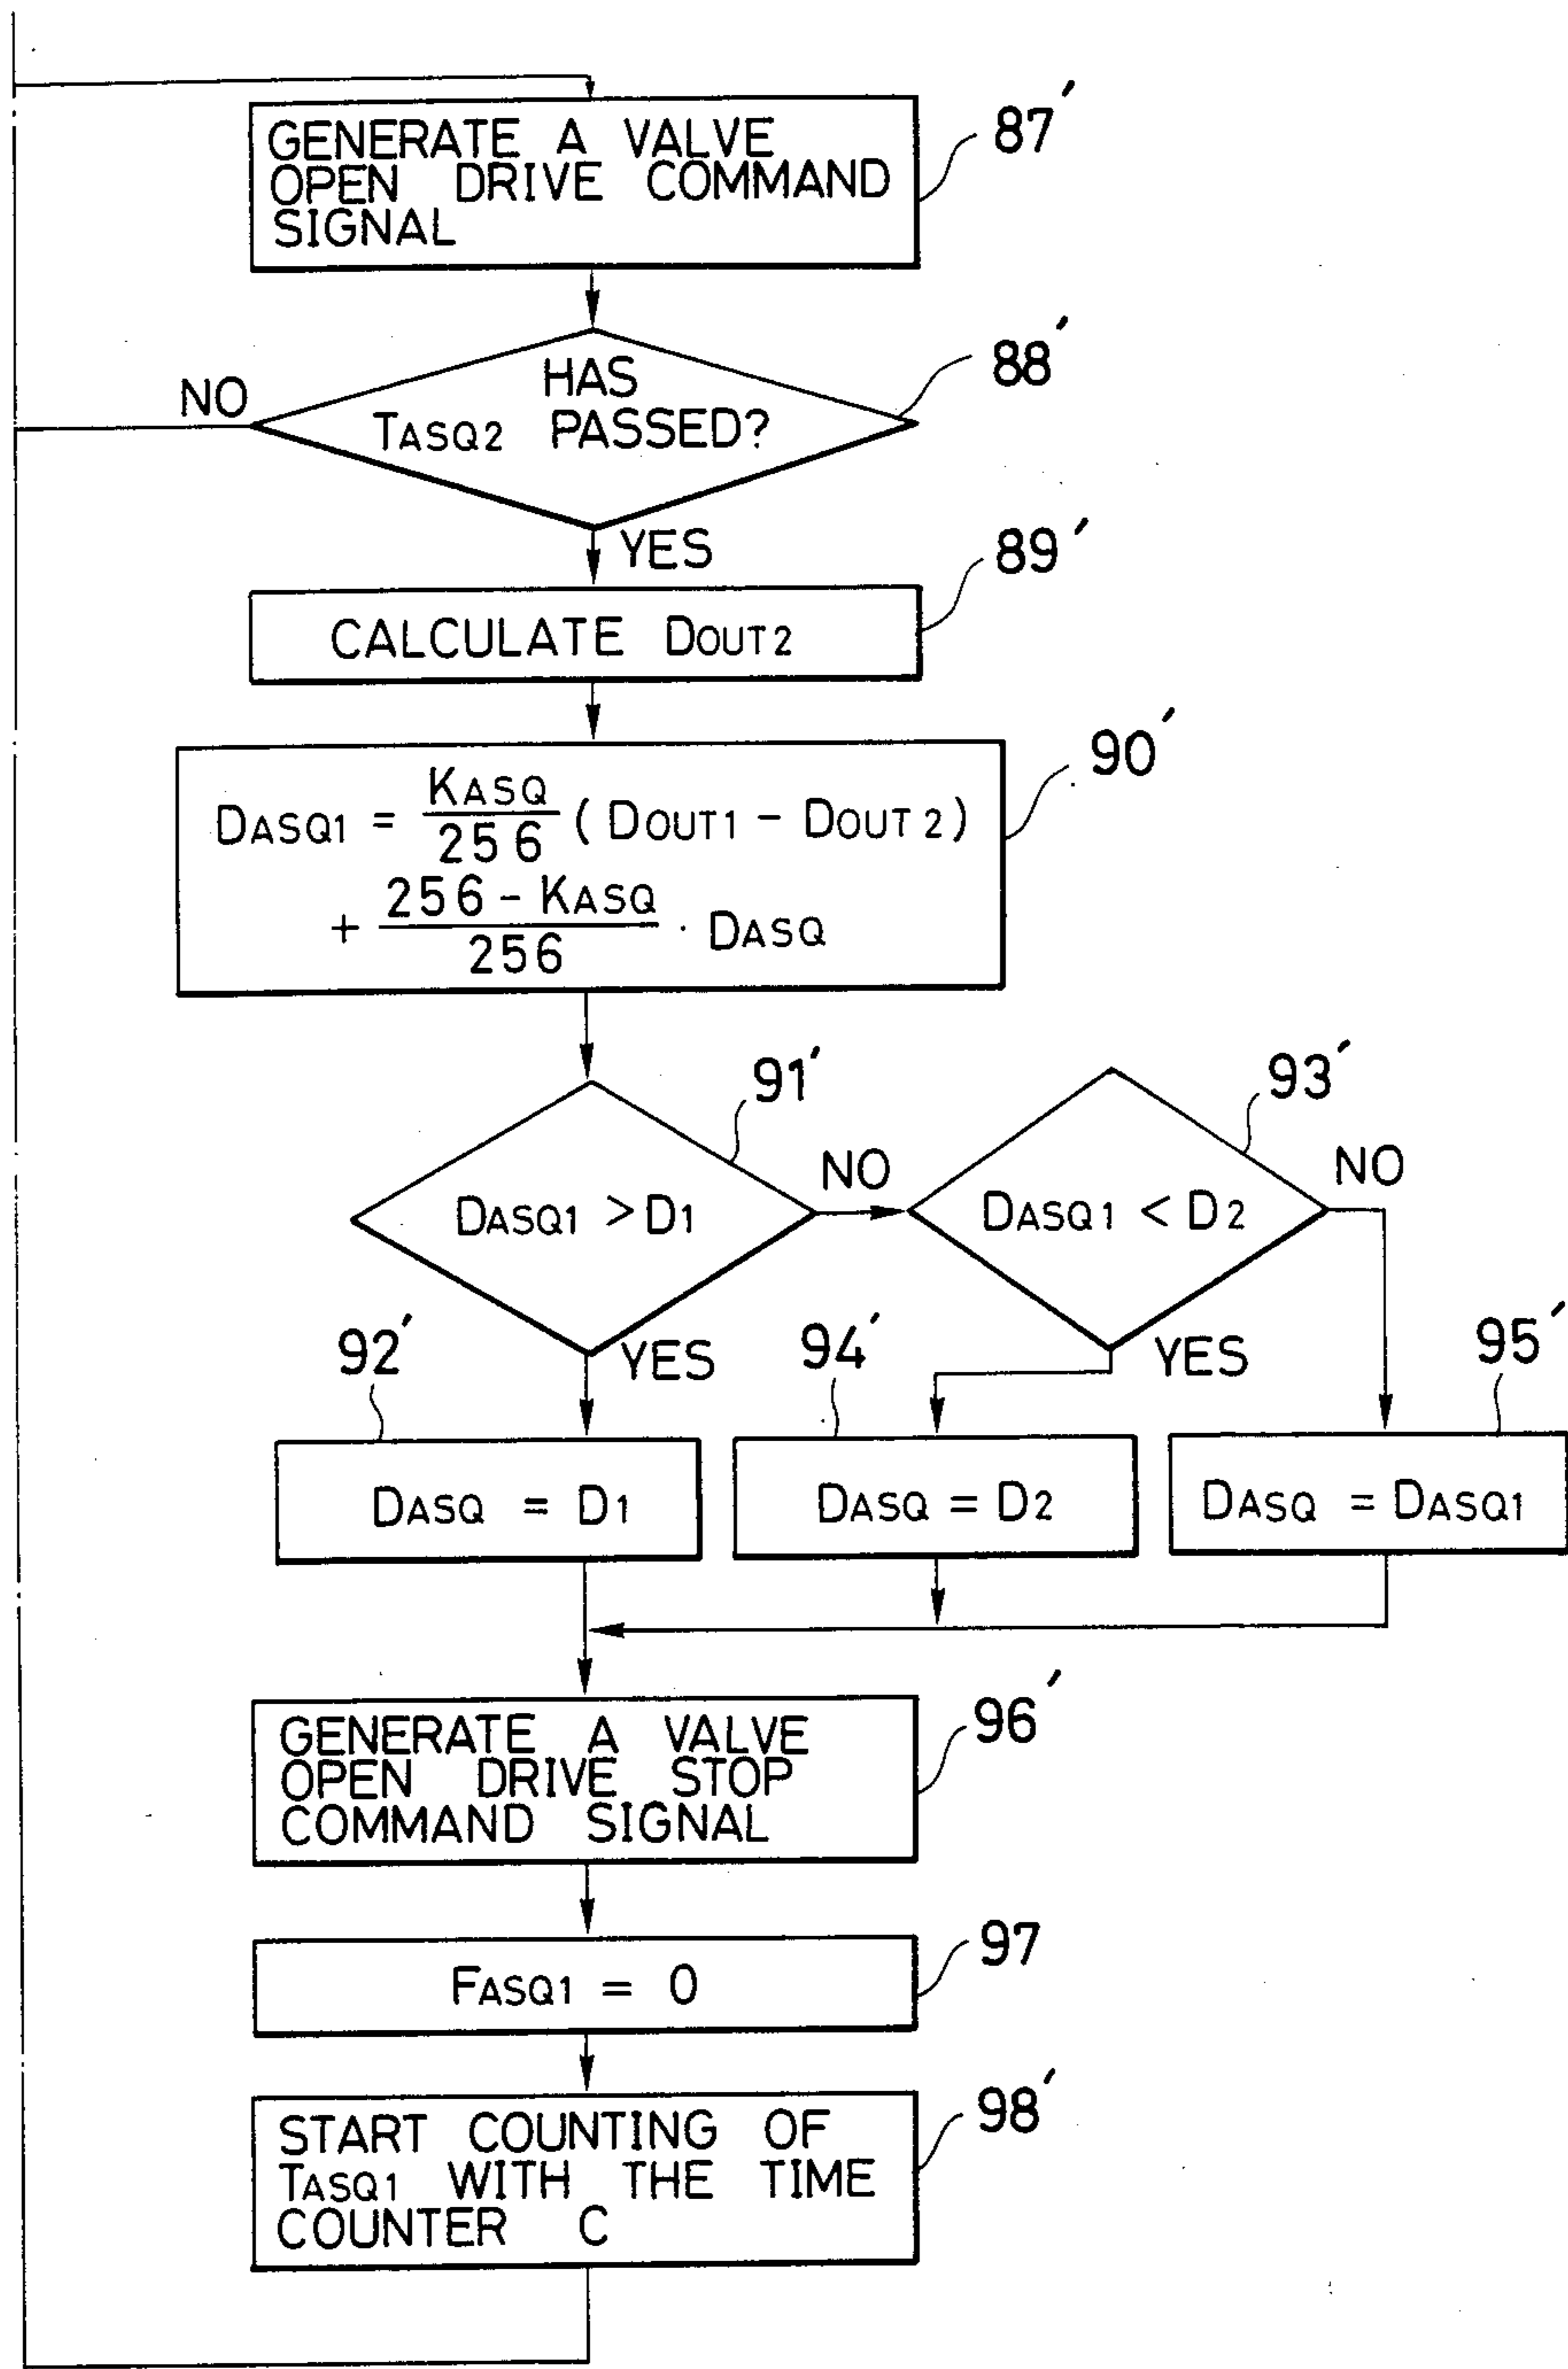 GENERATE A VALVE
OPEN DRIVE COMMAND
SIGNAL
87'
HAS
TASQ2 PASSED?
88'
NO
YES
CALCULATE DOUT2
89'
DASQ1 = KASQ/256 (DOUT1 - DOUT2)
+ 256 - KASQ/256 · DASQ
90'
DASQ1 > D1
91'
NO
YES
DASQ1 < D2
93'
NO
YES
92'
DASQ = D1
94'
DASQ = D2
95'
DASQ = DASQ1
GENERATE A VALVE
OPEN DRIVE STOP
COMMAND SIGNAL
96'
FASQ1 = 0
97
START COUNTING OF
TASQ1 WITH THE TIME
COUNTER C
98'